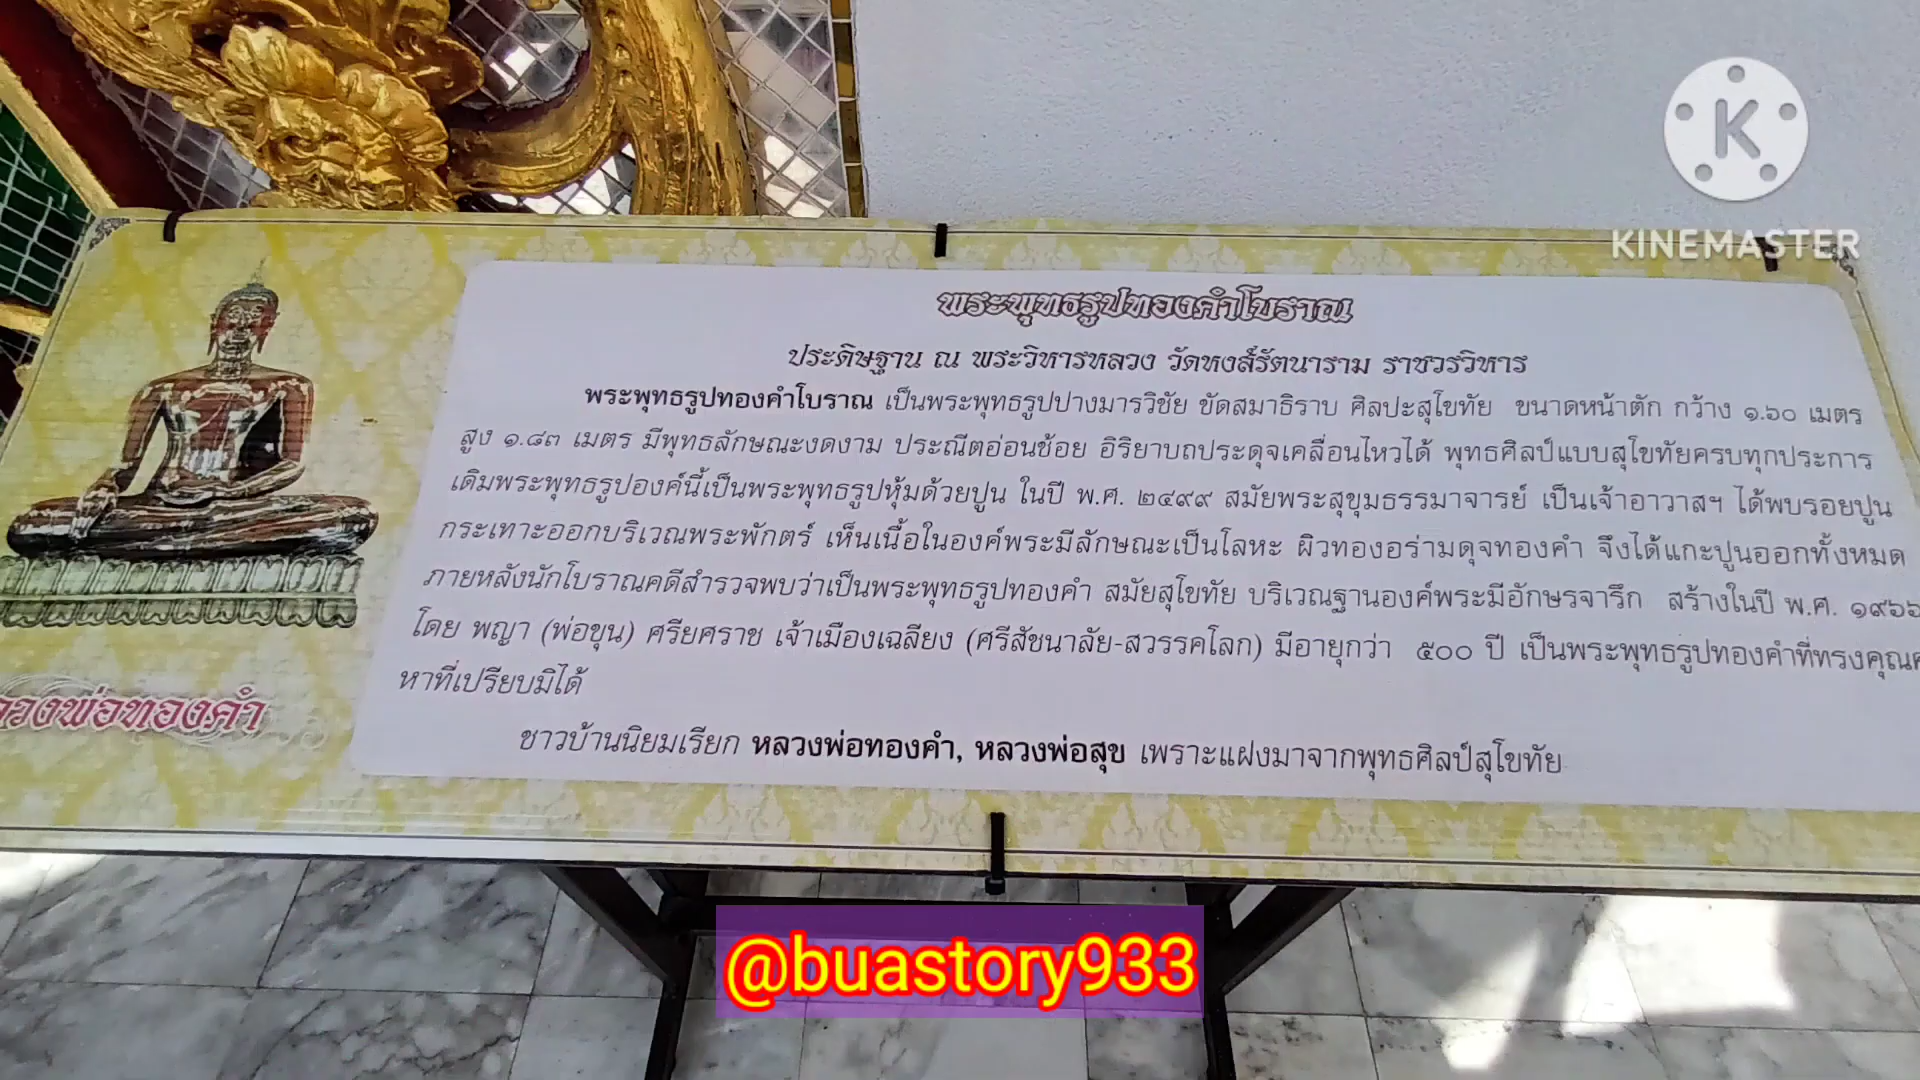 KINEMASTER
พระพุทธรูปทองคำโบราณ
ประดิษฐาน ณ พระวิหารหลวง วัดหงส์รัตนาราม ราชวรวิหาร
พระพุทธรูปทองคำโบราณ เป็นพระพุทธรูปปางมารวิชัย ขัดสมาธิราบ ศิลปะสุโขทัย ขนาดหน้าตัก กว้าง ๑.๖๐ เมตร
สูง ๑.๘๓ เมตร มีพุทธลักษณะงดงาม ประณีตอ่อนช้อย อิริยาบถประดุจเคลื่อนไหวได้ พุทธศิลป์แบบสุโขทัยครบทุกประการ
เดิมพระพุทธรูปองค์นี้เป็นพระพุทธรูปหุ้มด้วยปูน ในปี พ.ศ. ๒๔๙๙ สมัยพระสุขุมธรรมาจารย์ เป็นเจ้าอาวาสฯ ได้พบรอยปูน
กระเทาะออกบริเวณพระพักตร์ เห็นเนื้อในองค์พระมีลักษณะเป็นโลหะ ผิวทองอร่ามดุจทองคำ จึงได้แกะปูนออกทั้งหมด
ภายหลังนักโบราณคดีสำรวจพบว่าเป็นพระพุทธรูปทองคำ สมัยสุโขทัย บริเวณฐานองค์พระมีอักษรจารึก สร้างในปี พ.ศ. ๑๙๖๖
โดย พญา (พ่อขุน) ศรียศราช เจ้าเมืองเฉลียง (ศรีสัชนาลัย-สวรรคโลก) มีอายุกว่า ๕๐๐ ปี เป็นพระพุทธรูปทองคำที่ทรงคุณค
หาที่เปรียบมิได้
ชาวบ้านนิยมเรียก หลวงพ่อทองคำ, หลวงพ่อสุข เพราะแฝงมาจากพุทธศิลป์สุโขทัย
วงพ่อทองคำ
@buastory933